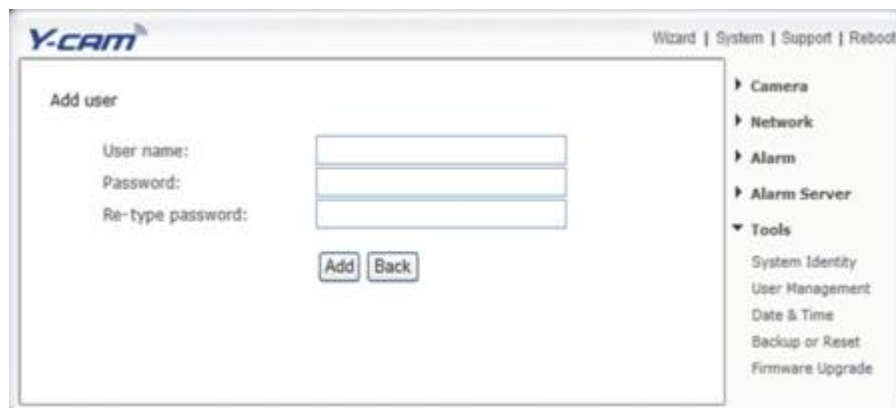 Y-cam
Wizard | System | Support | Reboot
Add user
User name:
Password:
Re-type password:
Add Back
Camera
Network
Alarm
Alarm Server
Tools
System Identity
User Management
Date & Time
Backup or Reset
Firmware Upgrade